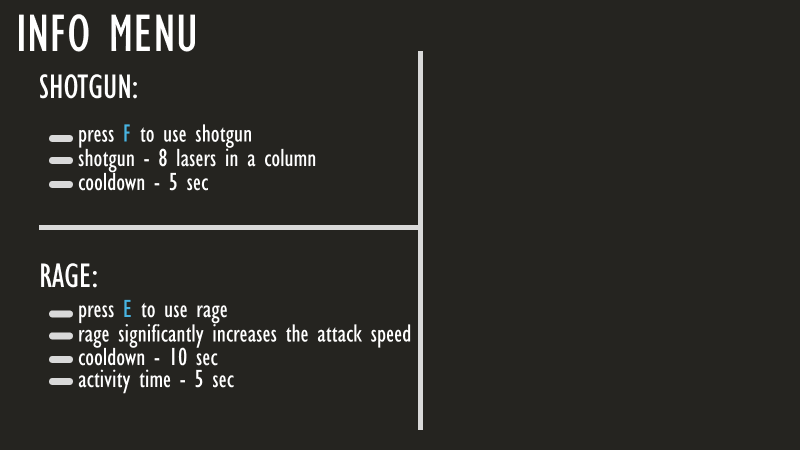 INFO MENU
SHOTGUN:
press F to use shotgun
shotgun - 8 lasers in a column
cooldown - 5 sec
RAGE:
press E to use rage
rage significantly increases the attack speed
cooldown - 10 sec
activity time - 5 sec